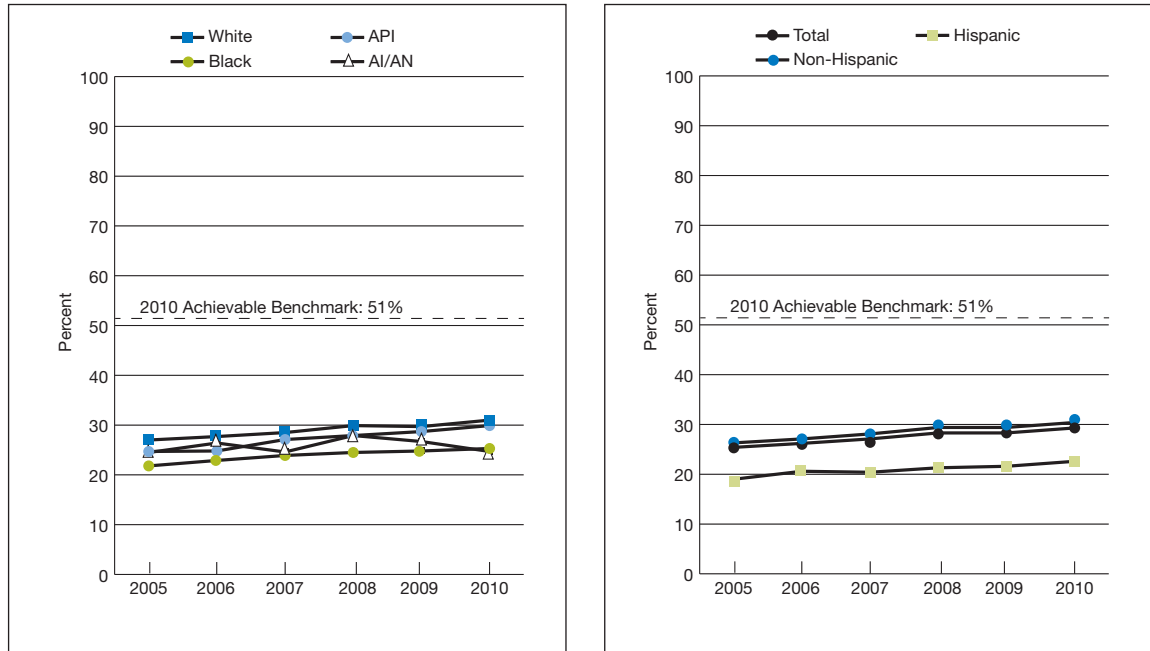 White
API
Black
AI/AN
100
90
80
70
60
50
40
30
20
10
0
Percent
2010 Achievable Benchmark: 51%
2005 2006 2007 2008 2009 2010
Total
Hispanic
Non-Hispanic
100
90
80
70
60
50
40
30
20
10
0
Percent
2010 Achievable Benchmark: 51%
2005 2006 2007 2008 2009 2010